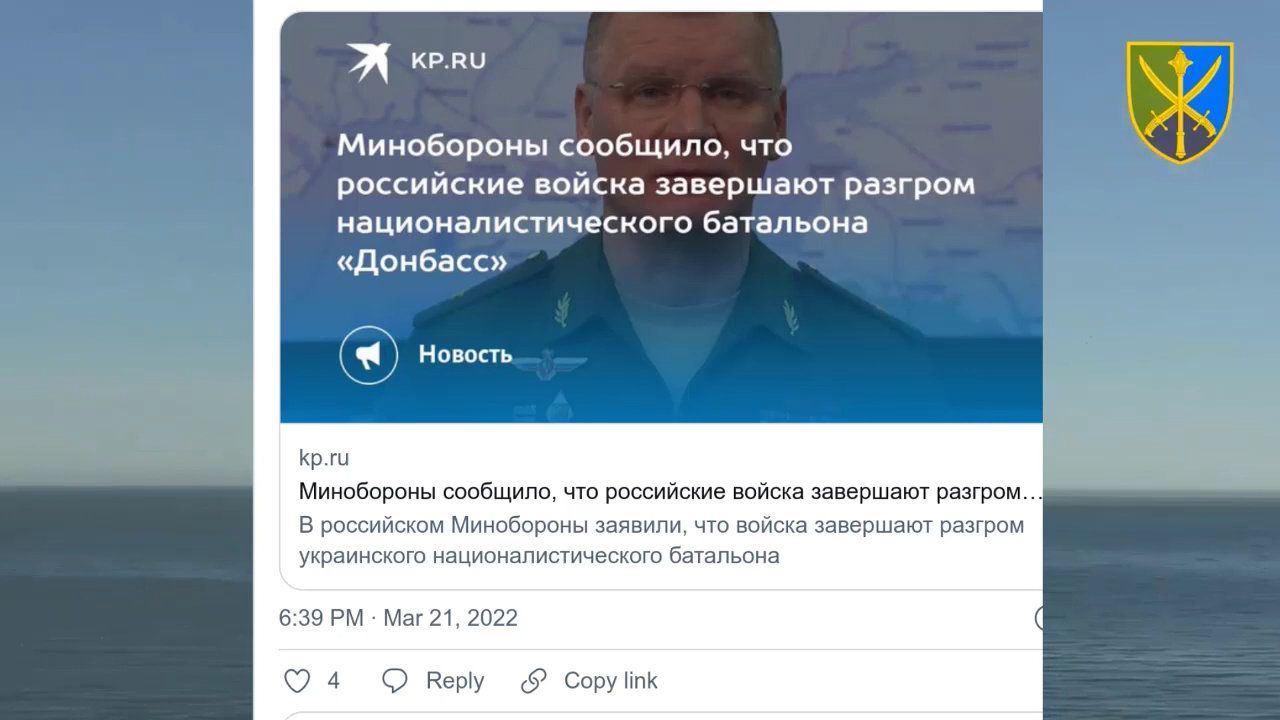 KP.RU
Минобороны сообщило, что
российские войска завершают разгром
националистического батальона
«Донбасс»
Новость
kp.ru
Минобороны сообщило, что российские войска завершают разгром…
В российском Минобороны заявили, что войска завершают разгром
украинского националистического батальона
6:39 PM · Mar 21, 2022
4 Reply Copy link